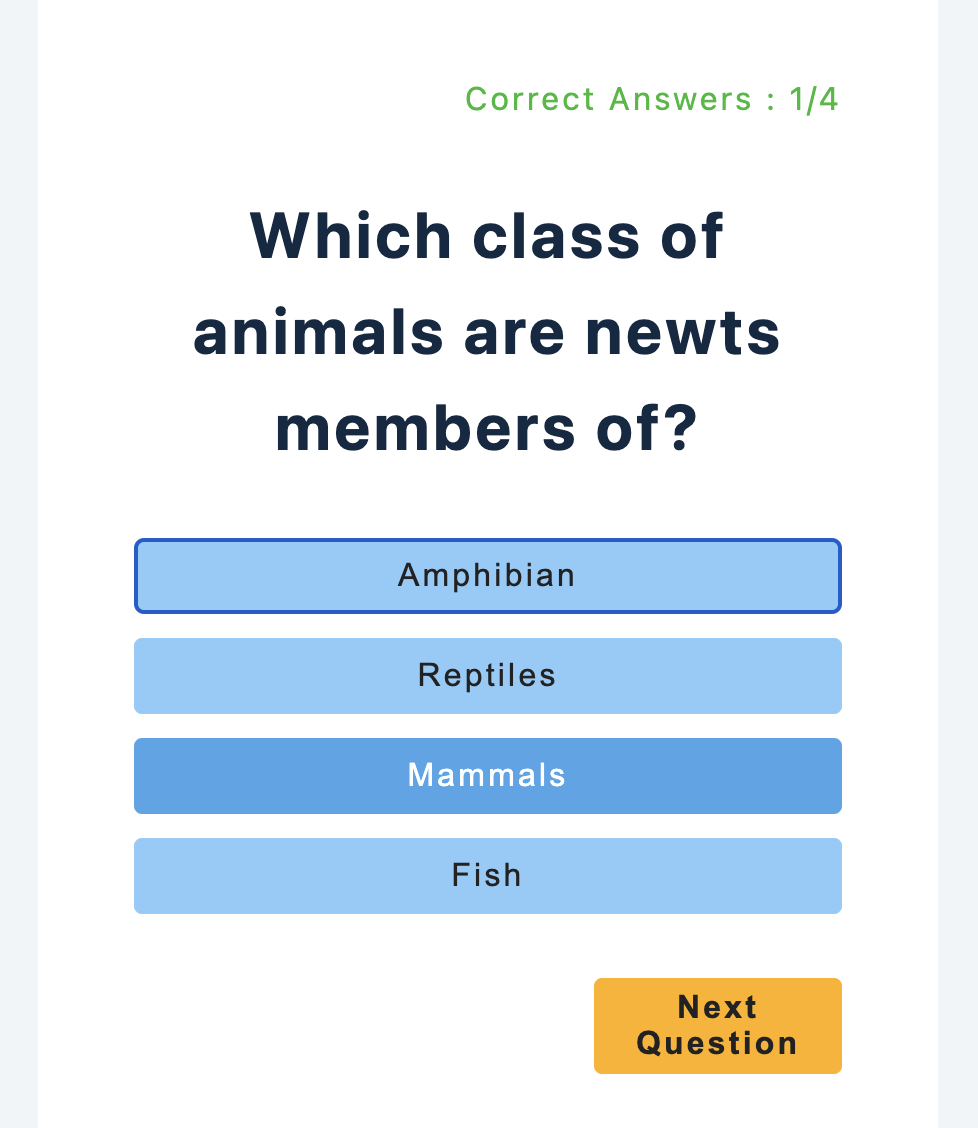 Correct Answers : 1/4
Which class of
animals are newts
members of?
Amphibian
Reptiles
Mammals
Fish
Next
Question